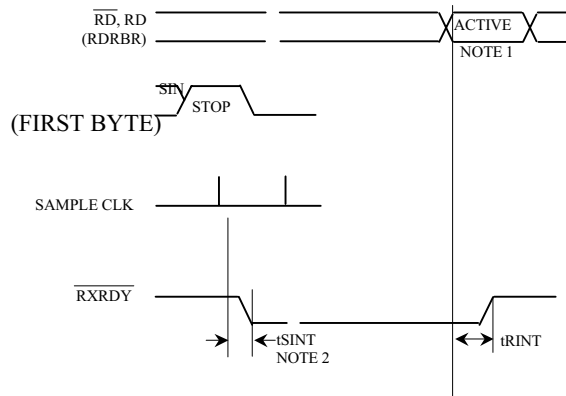 RD, RD
(RDRBR)
ACTIVE
NOTE 1
SIN
STOP
(FIRST BYTE)
SAMPLE CLK
RXRDY
tSINT
NOTE 2
tRINT